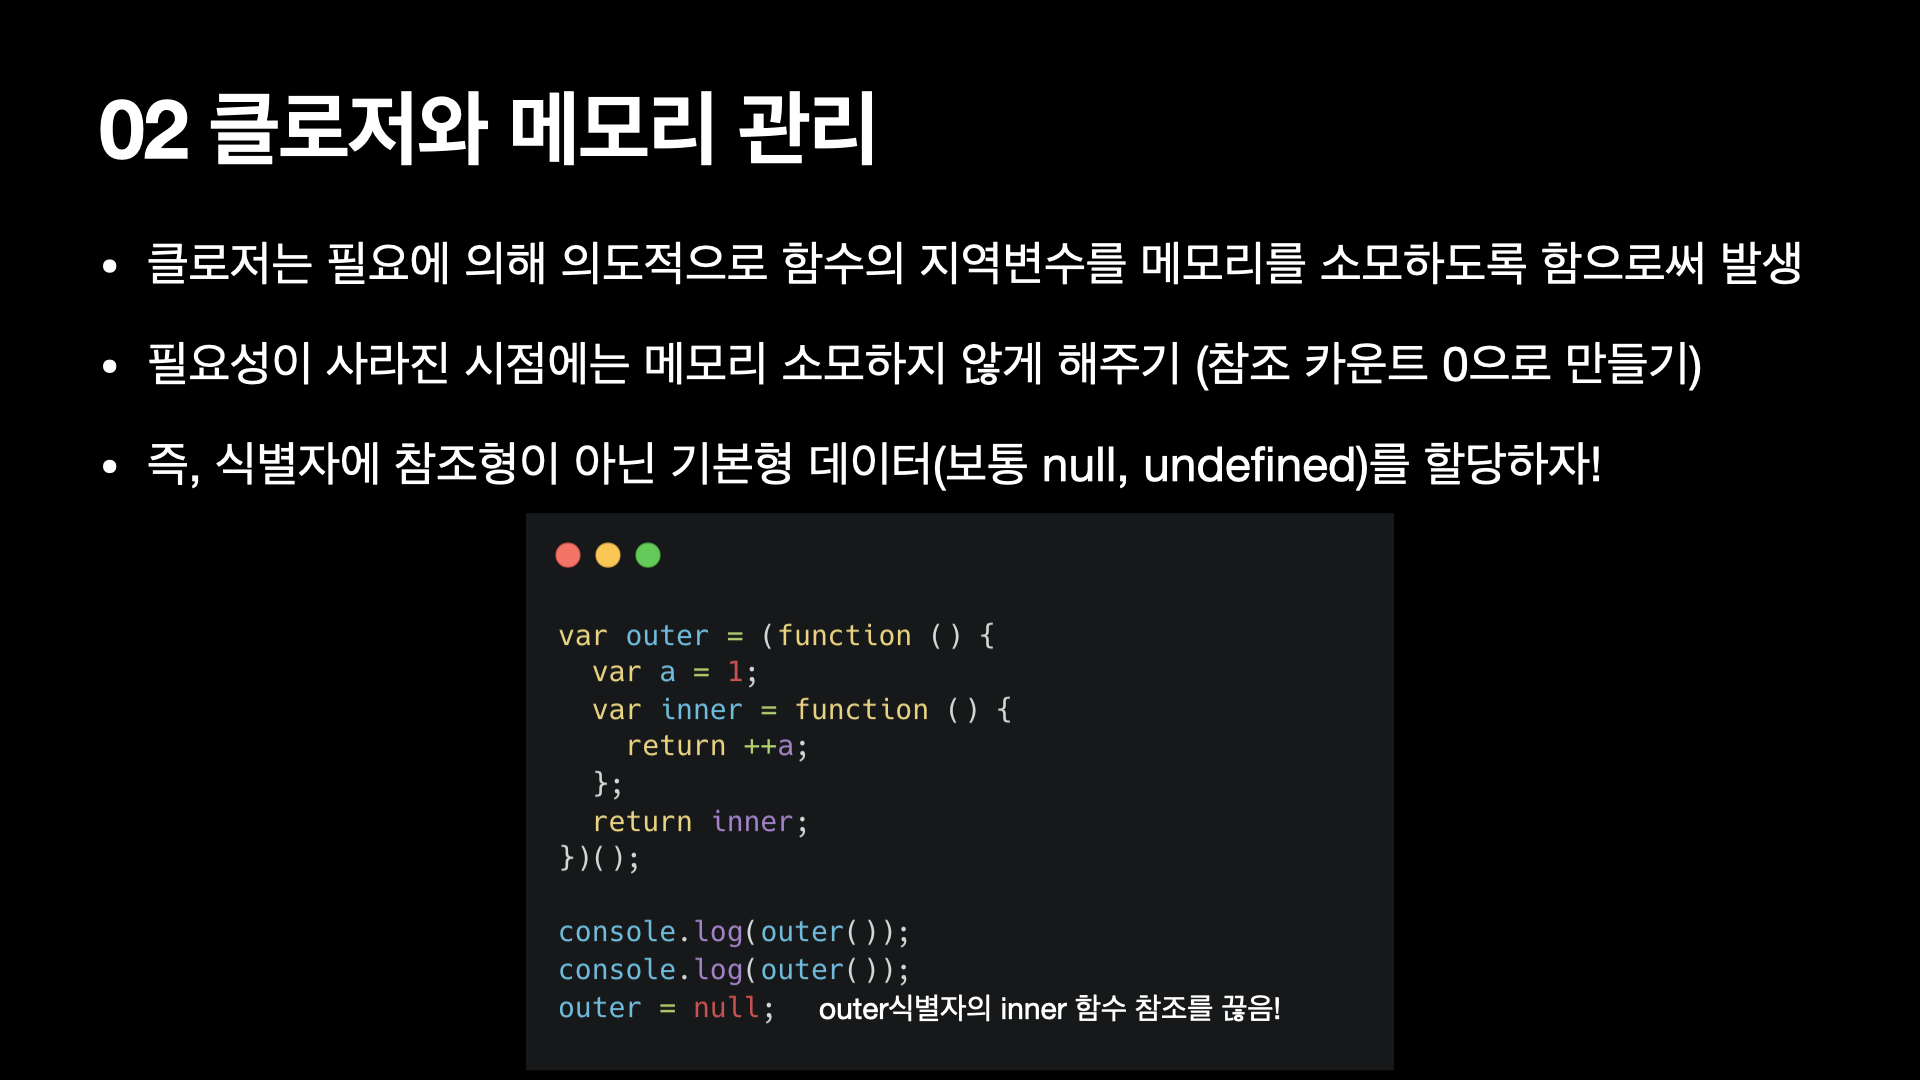 02 클로저와 메모리 관리
• 클로저는 필요에 의해 의도적으로 함수의 지역변수를 메모리를 소모하도록 함으로써 발생
• 필요성이 사라진 시점에는 메모리 소모하지 않게 해주기 (참조 카운트 0으로 만들기)
• 즉, 식별자에 참조형이 아닌 기본형 데이터(보통 null, undefined)를 할당하자!
var outer = (function () {
  var a = 1;
  var inner = function () {
    return ++a;
  };
  return inner;
})();

console.log(outer());
console.log(outer());
outer = null; outer식별자의 inner 함수 참조를 끊음!